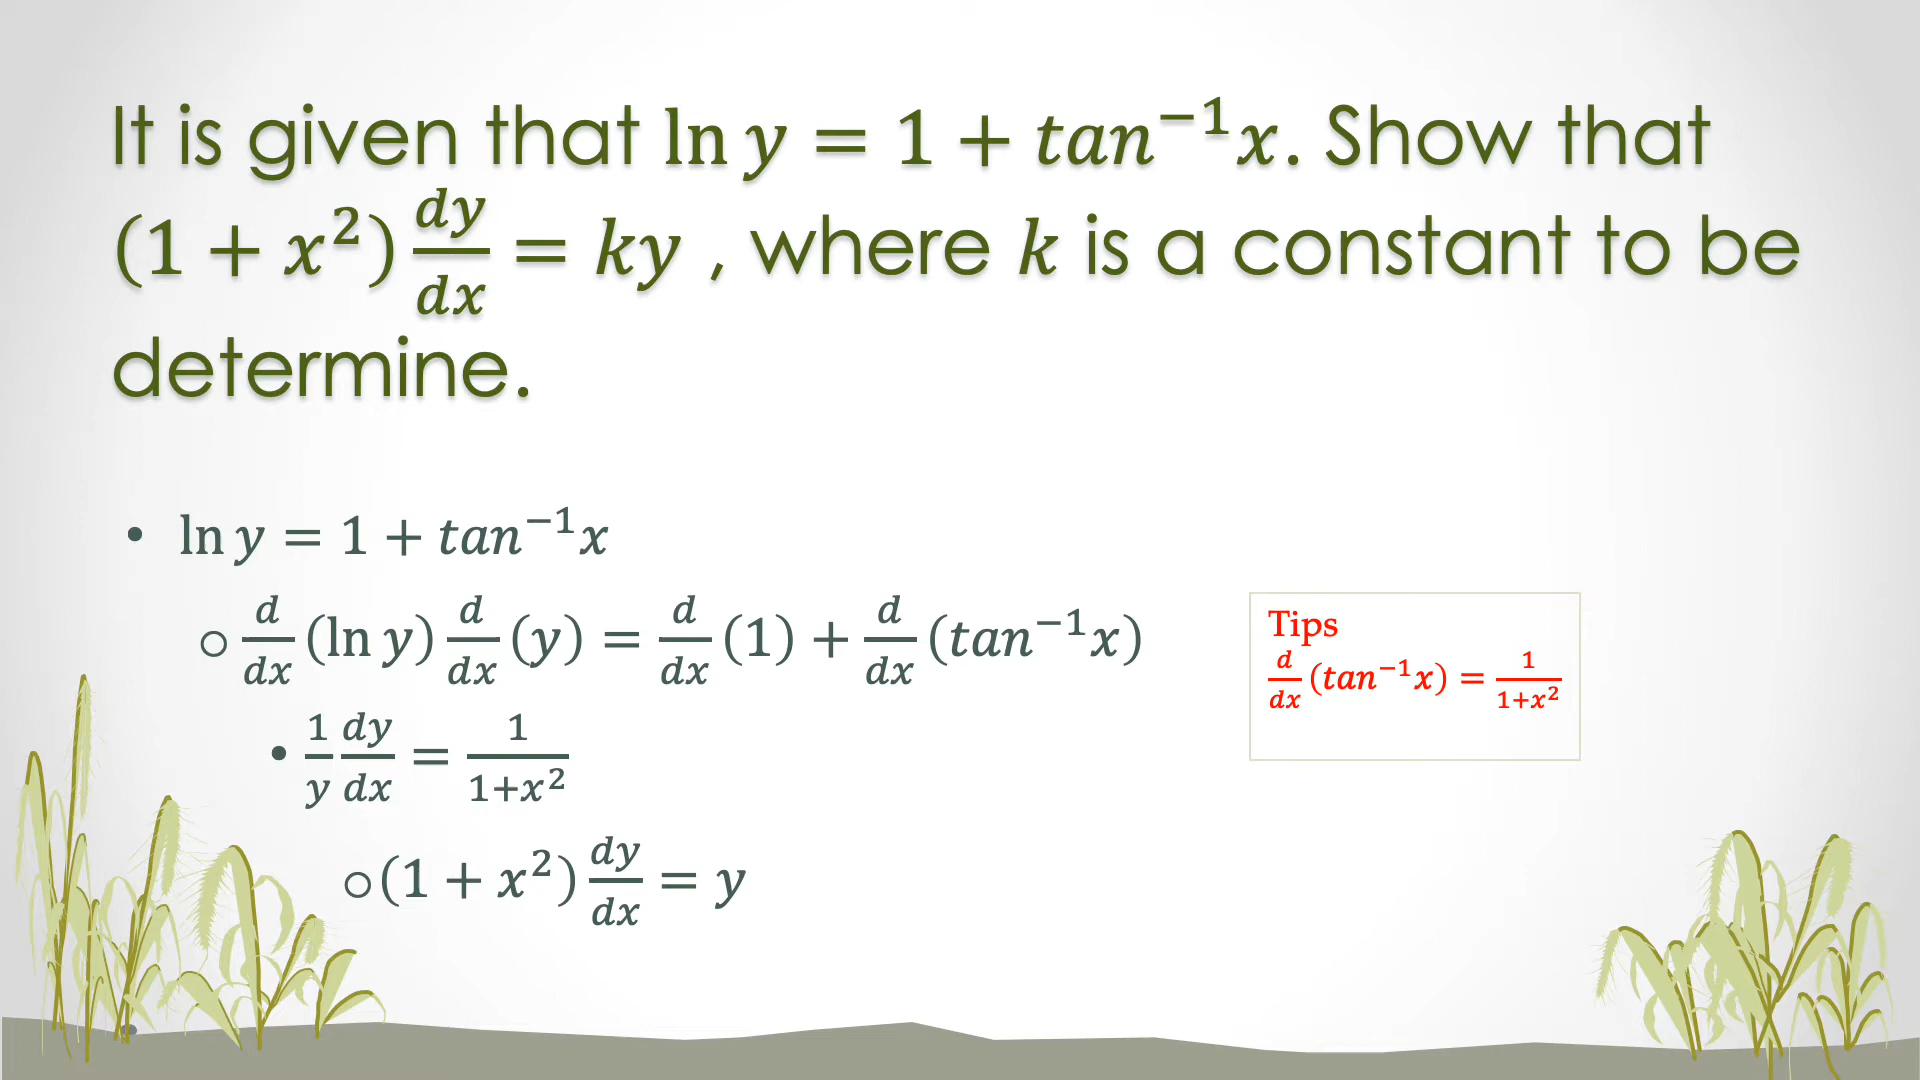 It is given that ln y = 1 + tan⁻¹x. Show that
(1 + x²) dy/dx = ky , where k is a constant to be
determine.
• ln y = 1 + tan⁻¹x
○ d/dx (ln y) d/dx (y) = d/dx (1) + d/dx (tan⁻¹x)
Tips
d/dx (tan⁻¹x) = 1/(1+x²)
• 1/y dy/dx = 1/(1+x²)
○ (1 + x²) dy/dx = y